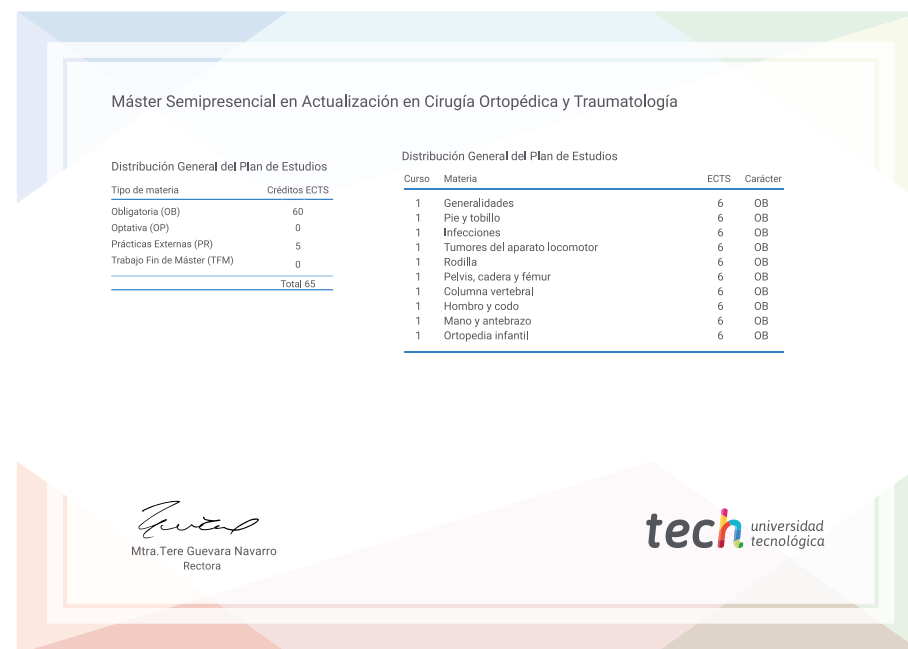 Máster Semipresencial en Actualización en Cirugía Ortopédica y Traumatología
Distribución General del Plan de Estudios
Tipo de materia Créditos ECTS
Obligatoria (OB) 60
Optativa (OP) 0
Prácticas Externas (PR) 5
Trabajo Fin de Máster (TFM) 0
Total 65
Distribución General del Plan de Estudios
Curso Materia ECTS Carácter
1 Generalidades 6 OB
1 Pie y tobillo 6 OB
1 Infecciones 6 OB
1 Tumores del aparato locomotor 6 OB
1 Rodilla 6 OB
1 Pelvis, cadera y fémur 6 OB
1 Columna vertebral 6 OB
1 Hombro y codo 6 OB
1 Mano y antebrazo 6 OB
1 Ortopedia infantil 6 OB
Mtra.Tere Guevara Navarro
Rectora
tech universidad
tecnológica